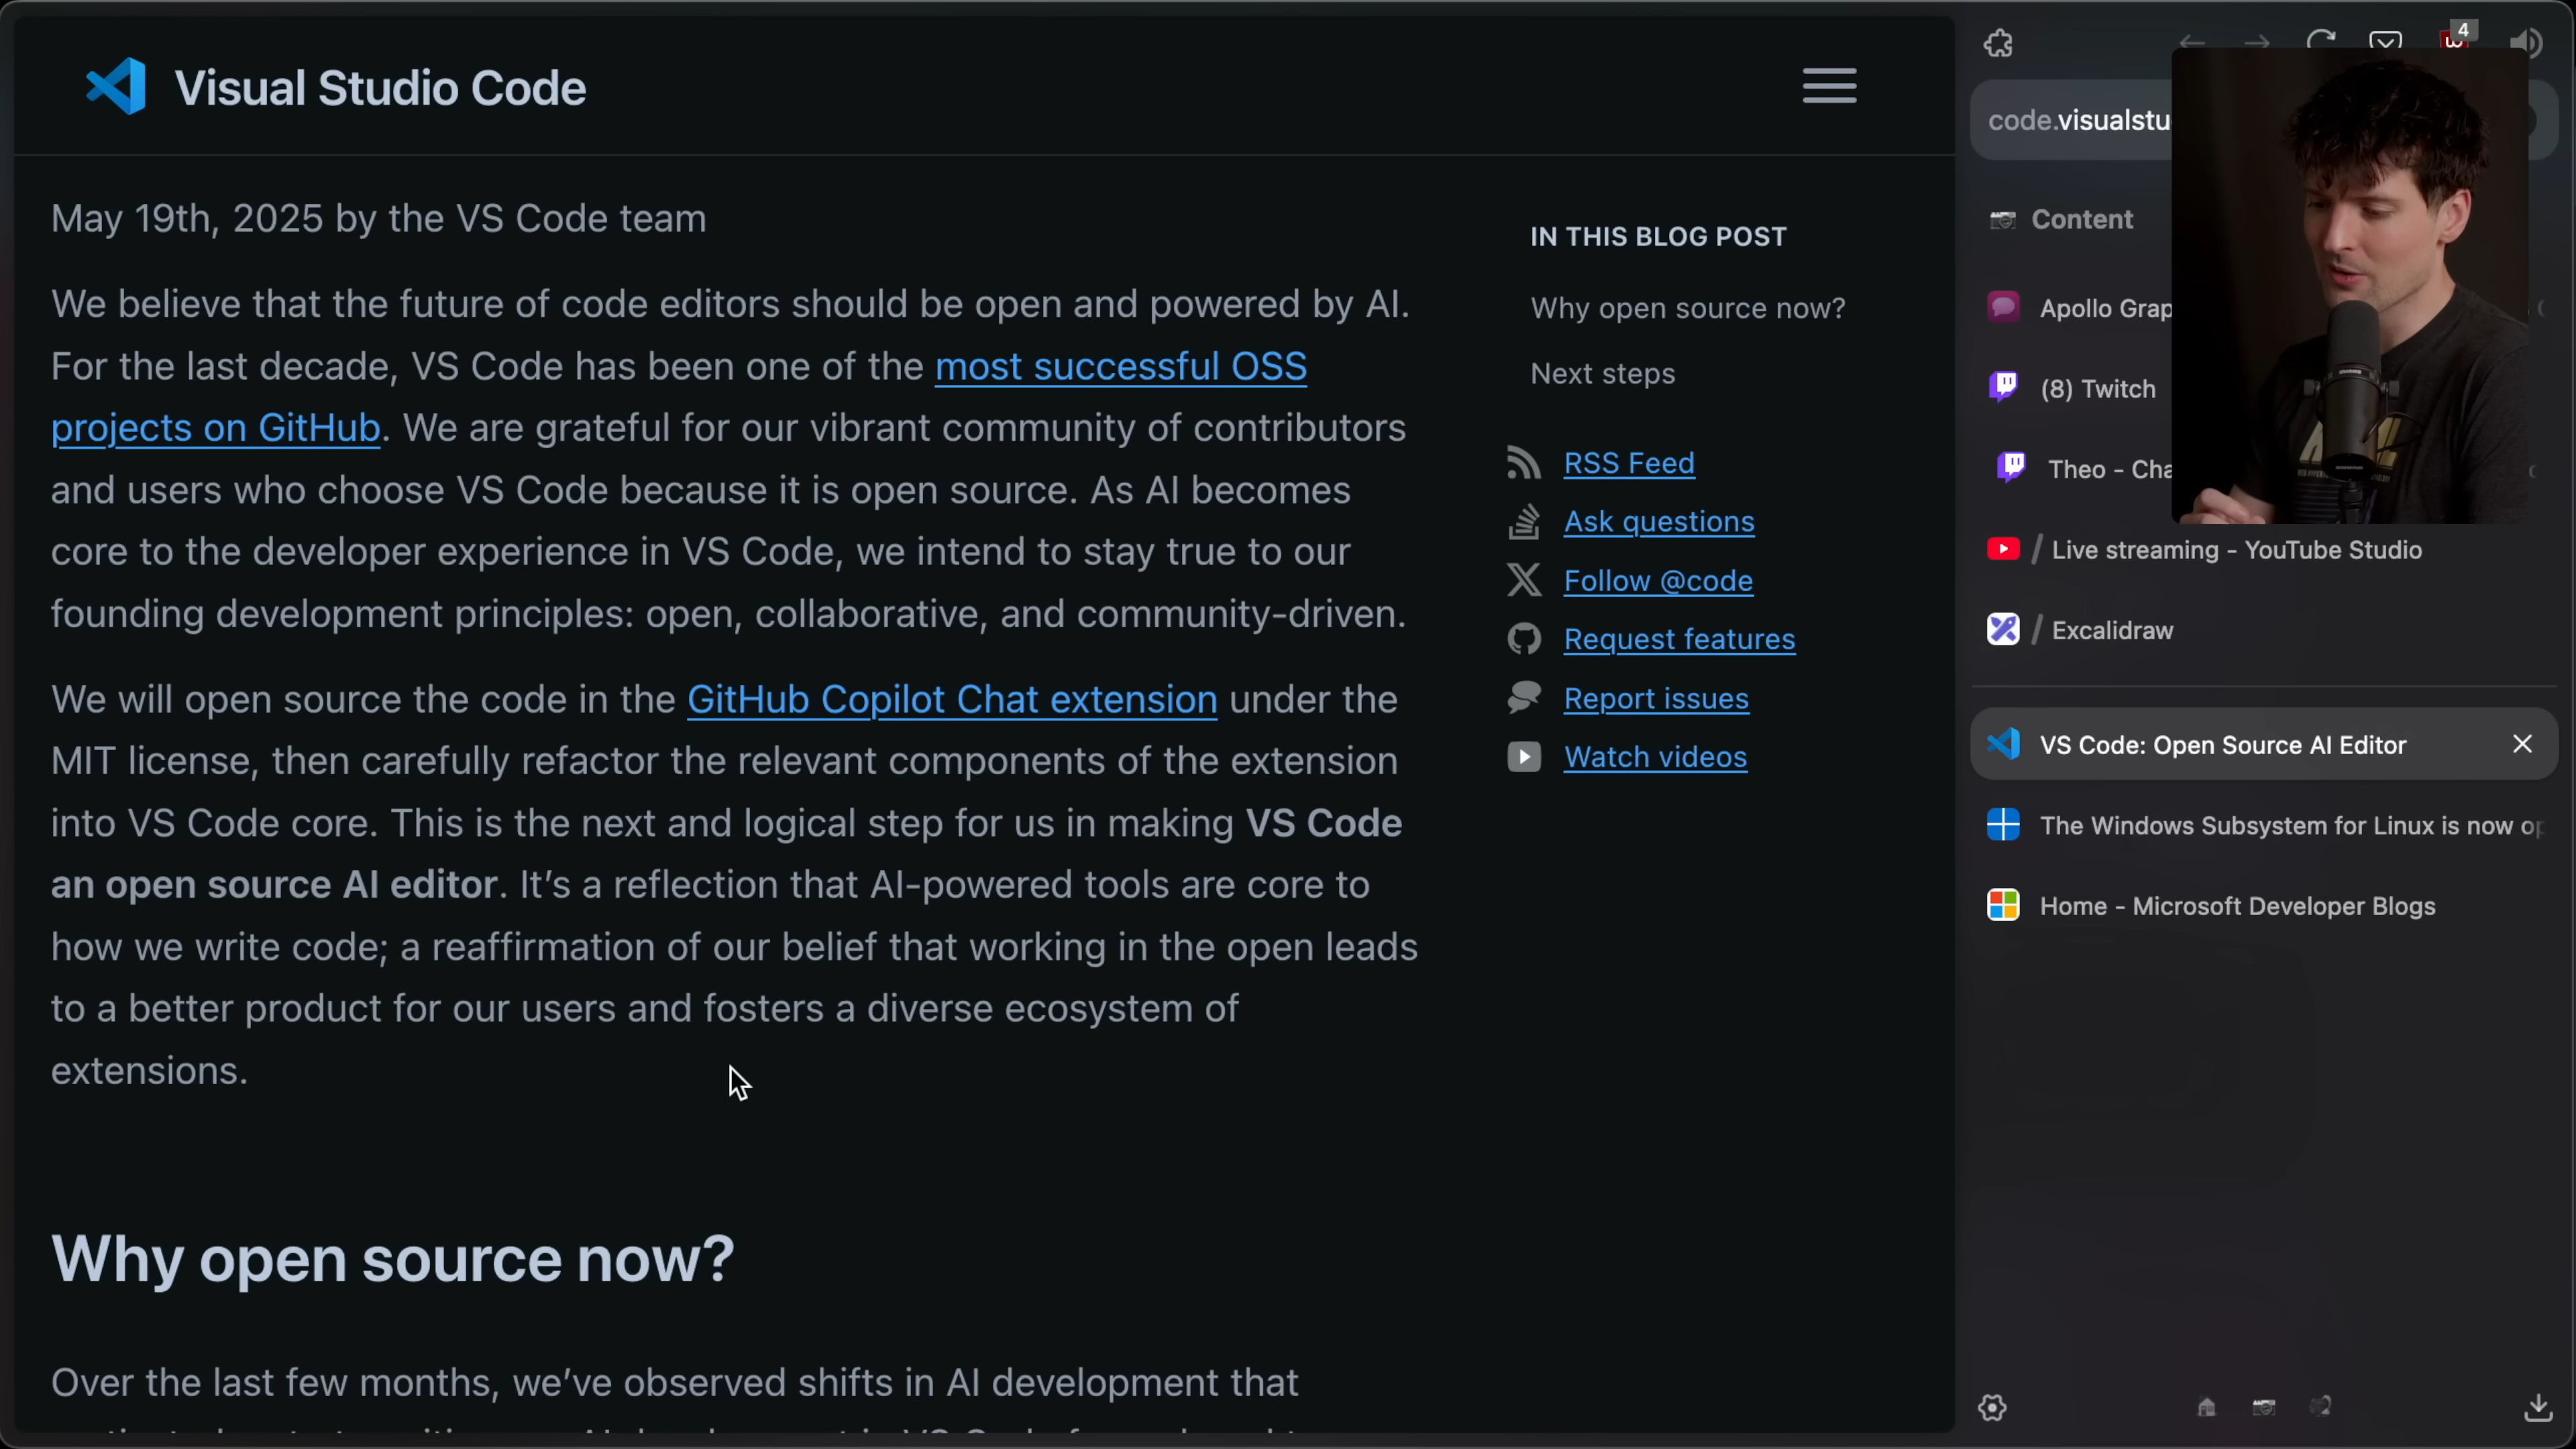 Visual Studio Code
May 19th, 2025 by the VS Code team
We believe that the future of code editors should be open and powered by AI.
For the last decade, VS Code has been one of the most successful OSS
projects on GitHub. We are grateful for our vibrant community of contributors
and users who choose VS Code because it is open source. As AI becomes
core to the developer experience in VS Code, we intend to stay true to our
founding development principles: open, collaborative, and community-driven.
We will open source the code in the GitHub Copilot Chat extension under the
MIT license, then carefully refactor the relevant components of the extension
into VS Code core. This is the next and logical step for us in making VS Code
an open source AI editor. It’s a reflection that AI-powered tools are core to
how we write code; a reaffirmation of our belief that working in the open leads
to a better product for our users and fosters a diverse ecosystem of
extensions.
Why open source now?
Over the last few months, we’ve observed shifts in AI development that
IN THIS BLOG POST
Why open source now?
Next steps
RSS Feed
Ask questions
Follow @code
Request features
Report issues
Watch videos
4
code.visualstu
Content
Apollo Grap
(8) Twitch
Theo - Cha
/ Live streaming - YouTube Studio
/ Excalidraw
VS Code: Open Source AI Editor
The Windows Subsystem for Linux is now op
Home - Microsoft Developer Blogs